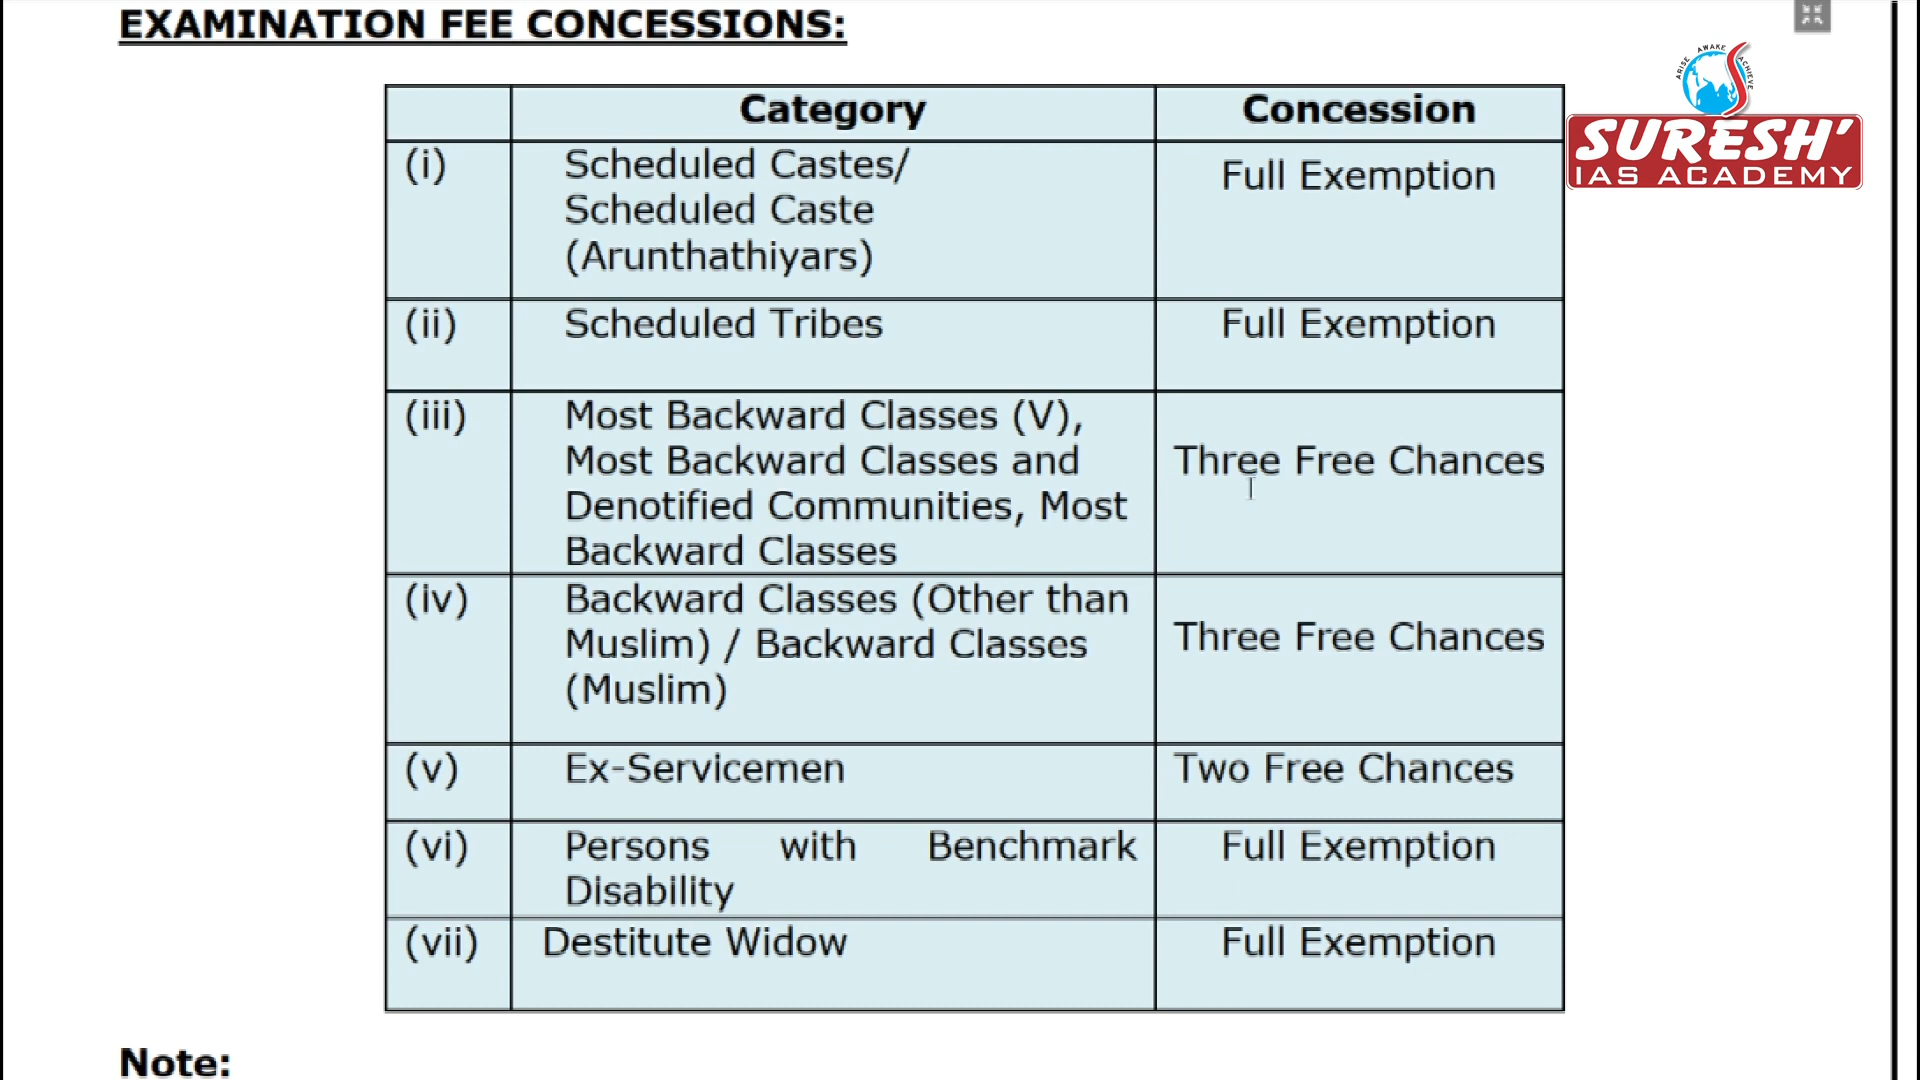 EXAMINATION FEE CONCESSIONS:
ARISE AWAKE ACHIEVE
SURESH'
IAS ACADEMY
Category Concession
(i) Scheduled Castes/ Full Exemption
Scheduled Caste
(Arunthathiyars)
(ii) Scheduled Tribes Full Exemption
(iii) Most Backward Classes (V),
Most Backward Classes and Three Free Chances
Denotified Communities, Most
Backward Classes
(iv) Backward Classes (Other than
Muslim) / Backward Classes Three Free Chances
(Muslim)
(v) Ex-Servicemen Two Free Chances
(vi) Persons with Benchmark Full Exemption
Disability
(vii) Destitute Widow Full Exemption
Note: